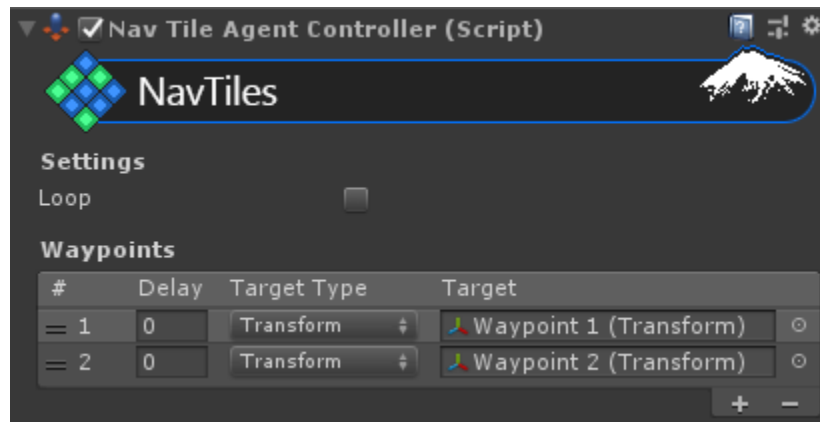 Nav Tile Agent Controller (Script)
NavTiles
Settings
Loop
Waypoints
# Delay Target Type Target
1 0 Transform Waypoint 1 (Transform)
2 0 Transform Waypoint 2 (Transform)
+ −